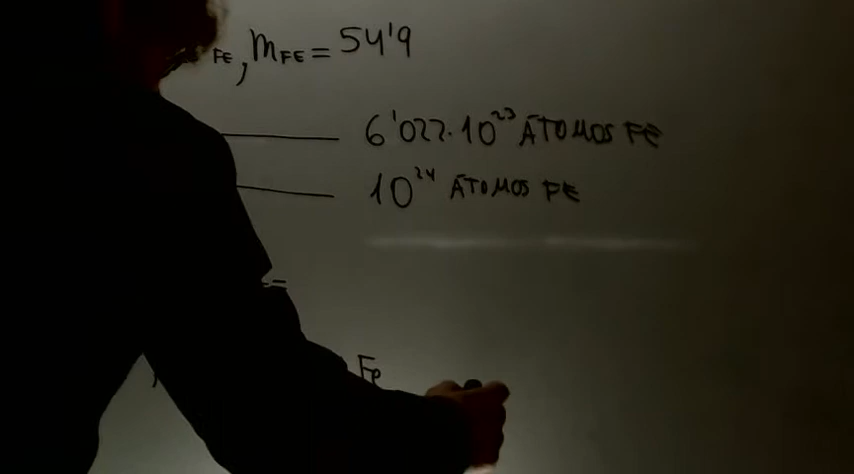 FE, mFE = 54'9
6'022·10²³ ÁTOMOS FE
10²⁴ ÁTOMOS FE
=
Fe